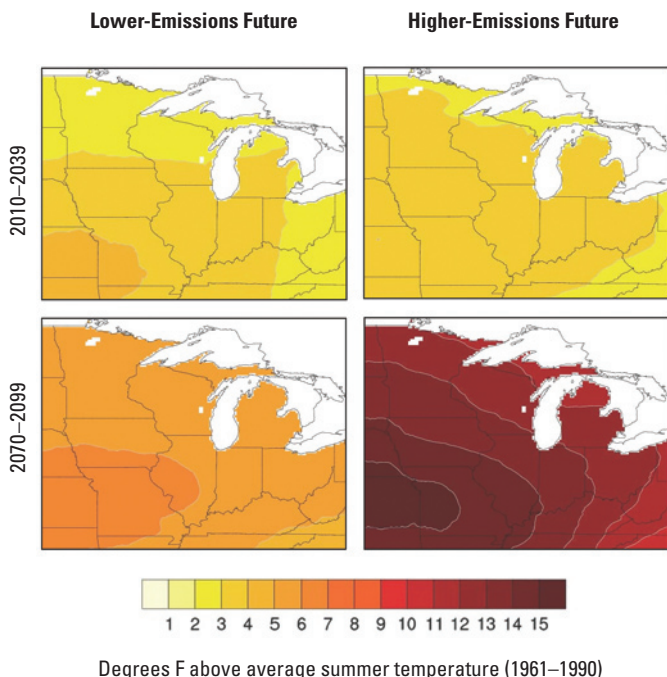 Lower-Emissions Future
Higher-Emissions Future
2010–2039
2070–2099
1 2 3 4 5 6 7 8 9 10 11 12 13 14 15
Degrees F above average summer temperature (1961–1990)